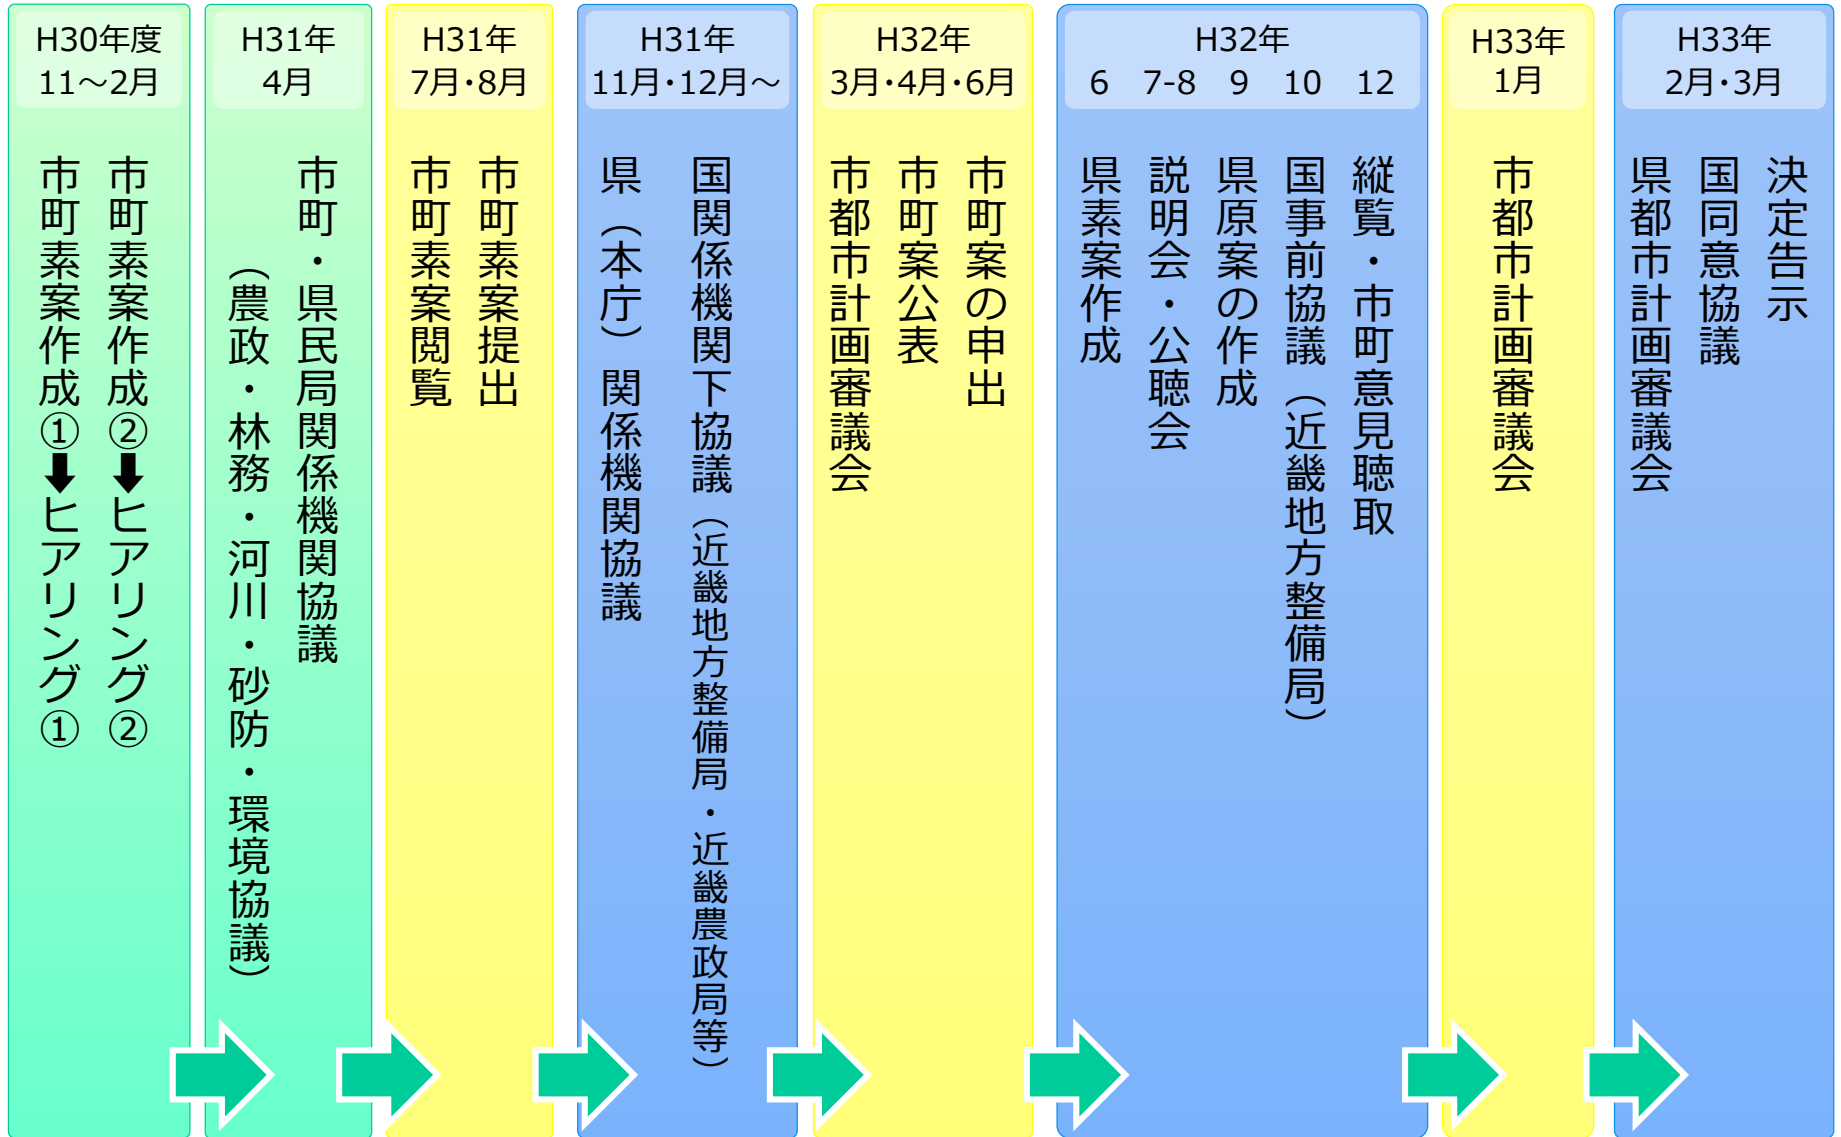 H30年度
11～2月
市町素案作成①➡ヒアリング①
市町素案作成②➡ヒアリング②
H31年
4月
市町・県民局関係機関協議
（農政・林務・河川・砂防・環境協議）
H31年
7月･8月
市町素案閲覧
市町素案提出
H31年
11月･12月～
県（本庁）関係機関協議
国関係機関下協議（近畿地方整備局・近畿農政局等）
H32年
3月･4月･6月
市都市計画審議会
市町案公表
市町案の申出
H32年
6 7-8 9 10 12
県素案作成
説明会・公聴会
県原案の作成
国事前協議（近畿地方整備局）
縦覧・市町意見聴取
H33年
1月
市都市計画審議会
H33年
2月･3月
県都市計画審議会
国同意協議
決定告示